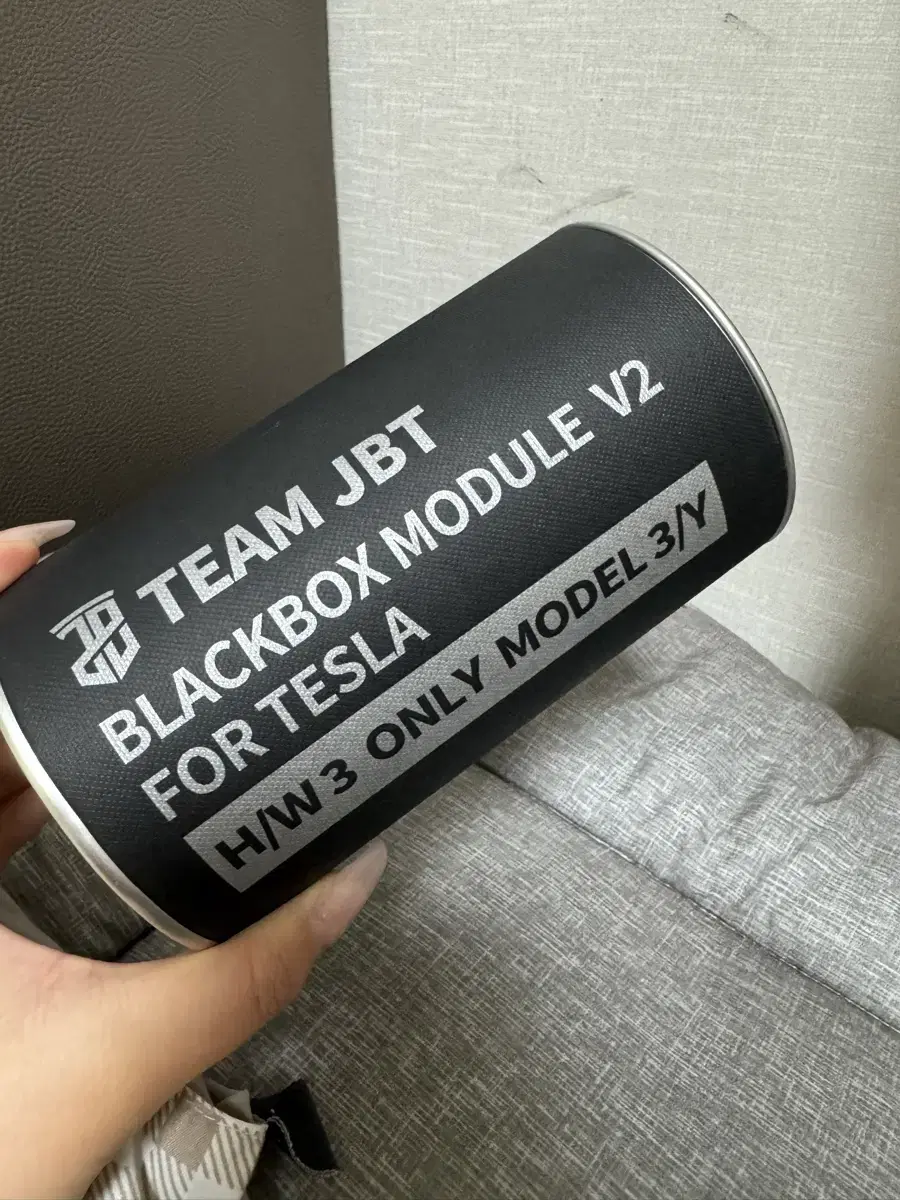 TEAM JBT
BLACKBOX MODULE V2
FOR TESLA
H/W 3 ONLY MODEL 3/Y